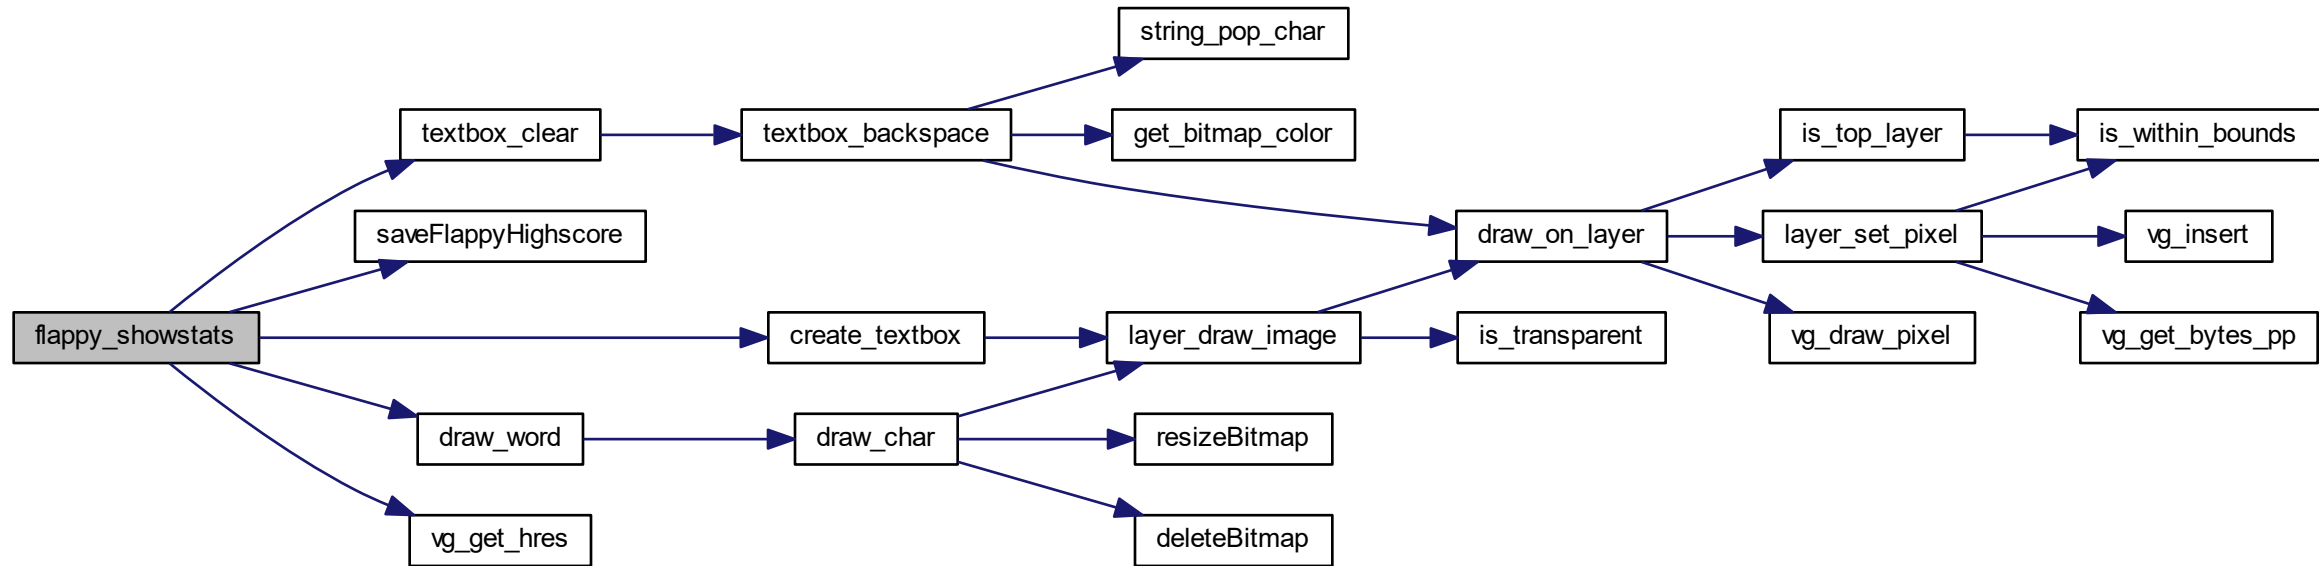 string_pop_char
textbox_clear
textbox_backspace
get_bitmap_color
is_top_layer
is_within_bounds
saveFlappyHighscore
draw_on_layer
layer_set_pixel
vg_insert
flappy_showstats
create_textbox
layer_draw_image
is_transparent
vg_draw_pixel
vg_get_bytes_pp
draw_word
draw_char
resizeBitmap
vg_get_hres
deleteBitmap